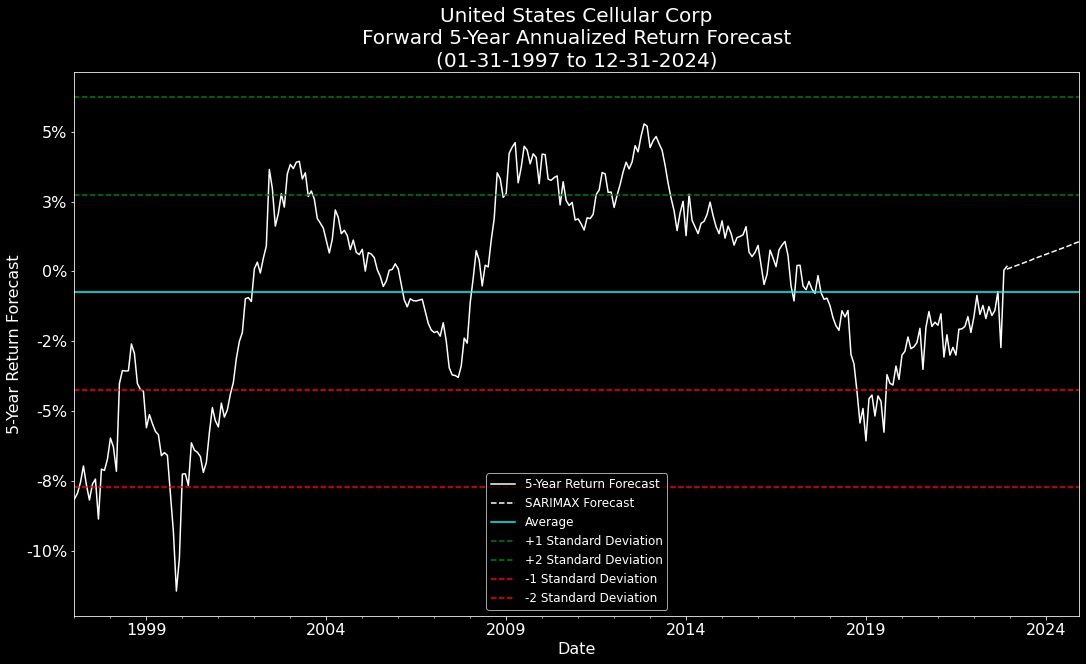 United States Cellular Corp
Forward 5-Year Annualized Return Forecast
(01-31-1997 to 12-31-2024)
5-Year Return Forecast
5%
3%
0%
-2%
-5%
-8%
-10%
5-Year Return Forecast
SARIMAX Forecast
Average
+1 Standard Deviation
+2 Standard Deviation
-1 Standard Deviation
-2 Standard Deviation
1999 2004 2009 2014 2019 2024
Date